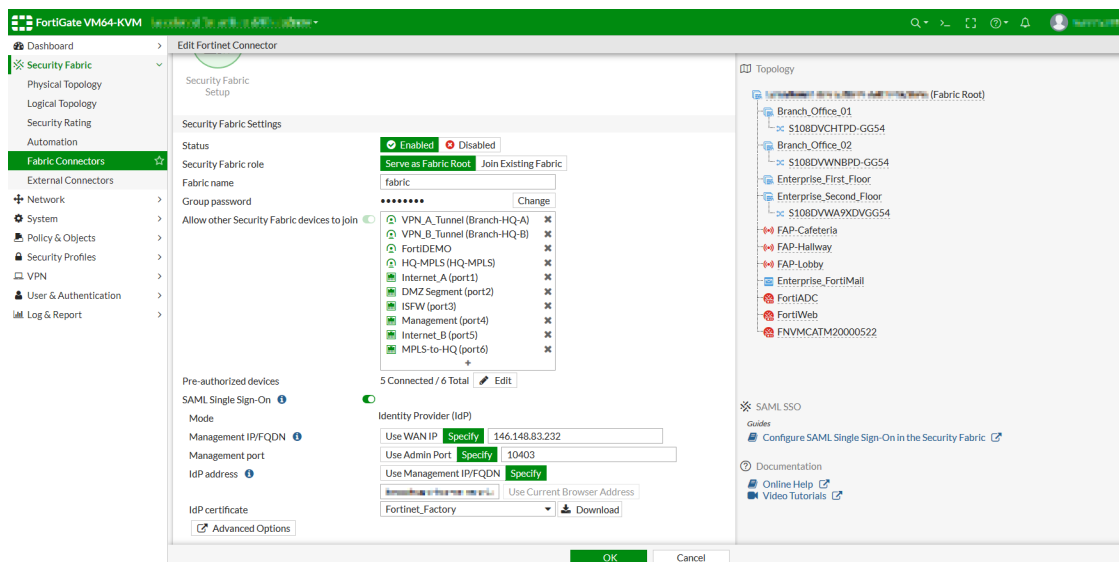 FortiGate VM64-KVM
Dashboard
Security Fabric
Physical Topology
Logical Topology
Security Rating
Automation
Fabric Connectors
External Connectors
Network
System
Policy & Objects
Security Profiles
VPN
User & Authentication
Log & Report
Edit Fortinet Connector
Security Fabric
Setup
Security Fabric Settings
Status Enabled Disabled
Security Fabric role Serve as Fabric Root Join Existing Fabric
Fabric name fabric
Group password •••••••• Change
Allow other Security Fabric devices to join
VPN_A_Tunnel (Branch-HQ-A)
VPN_B_Tunnel (Branch-HQ-B)
FortiDEMO
HQ-MPLS (HQ-MPLS)
Internet_A (port1)
DMZ Segment (port2)
ISFW (port3)
Management (port4)
Internet_B (port5)
MPLS-to-HQ (port6)
+
Pre-authorized devices 5 Connected / 6 Total Edit
SAML Single Sign-On
Mode Identity Provider (IdP)
Management IP/FQDN Use WAN IP Specify 146.148.83.232
Management port Use Admin Port Specify 10403
IdP address Use Management IP/FQDN Specify
Use Current Browser Address
IdP certificate Fortinet_Factory Download
Advanced Options
OK Cancel
Topology
(Fabric Root)
Branch_Office_01
S108DVCHTPD-GG54
Branch_Office_02
S108DVWNBPD-GG54
Enterprise_First_Floor
Enterprise_Second_Floor
S108DVWA9XDVGG54
FAP-Cafeteria
FAP-Hallway
FAP-Lobby
Enterprise_FortiMail
FortiADC
FortiWeb
FNVMCATM20000522
SAML SSO
Guides
Configure SAML Single Sign-On in the Security Fabric
Documentation
Online Help
Video Tutorials